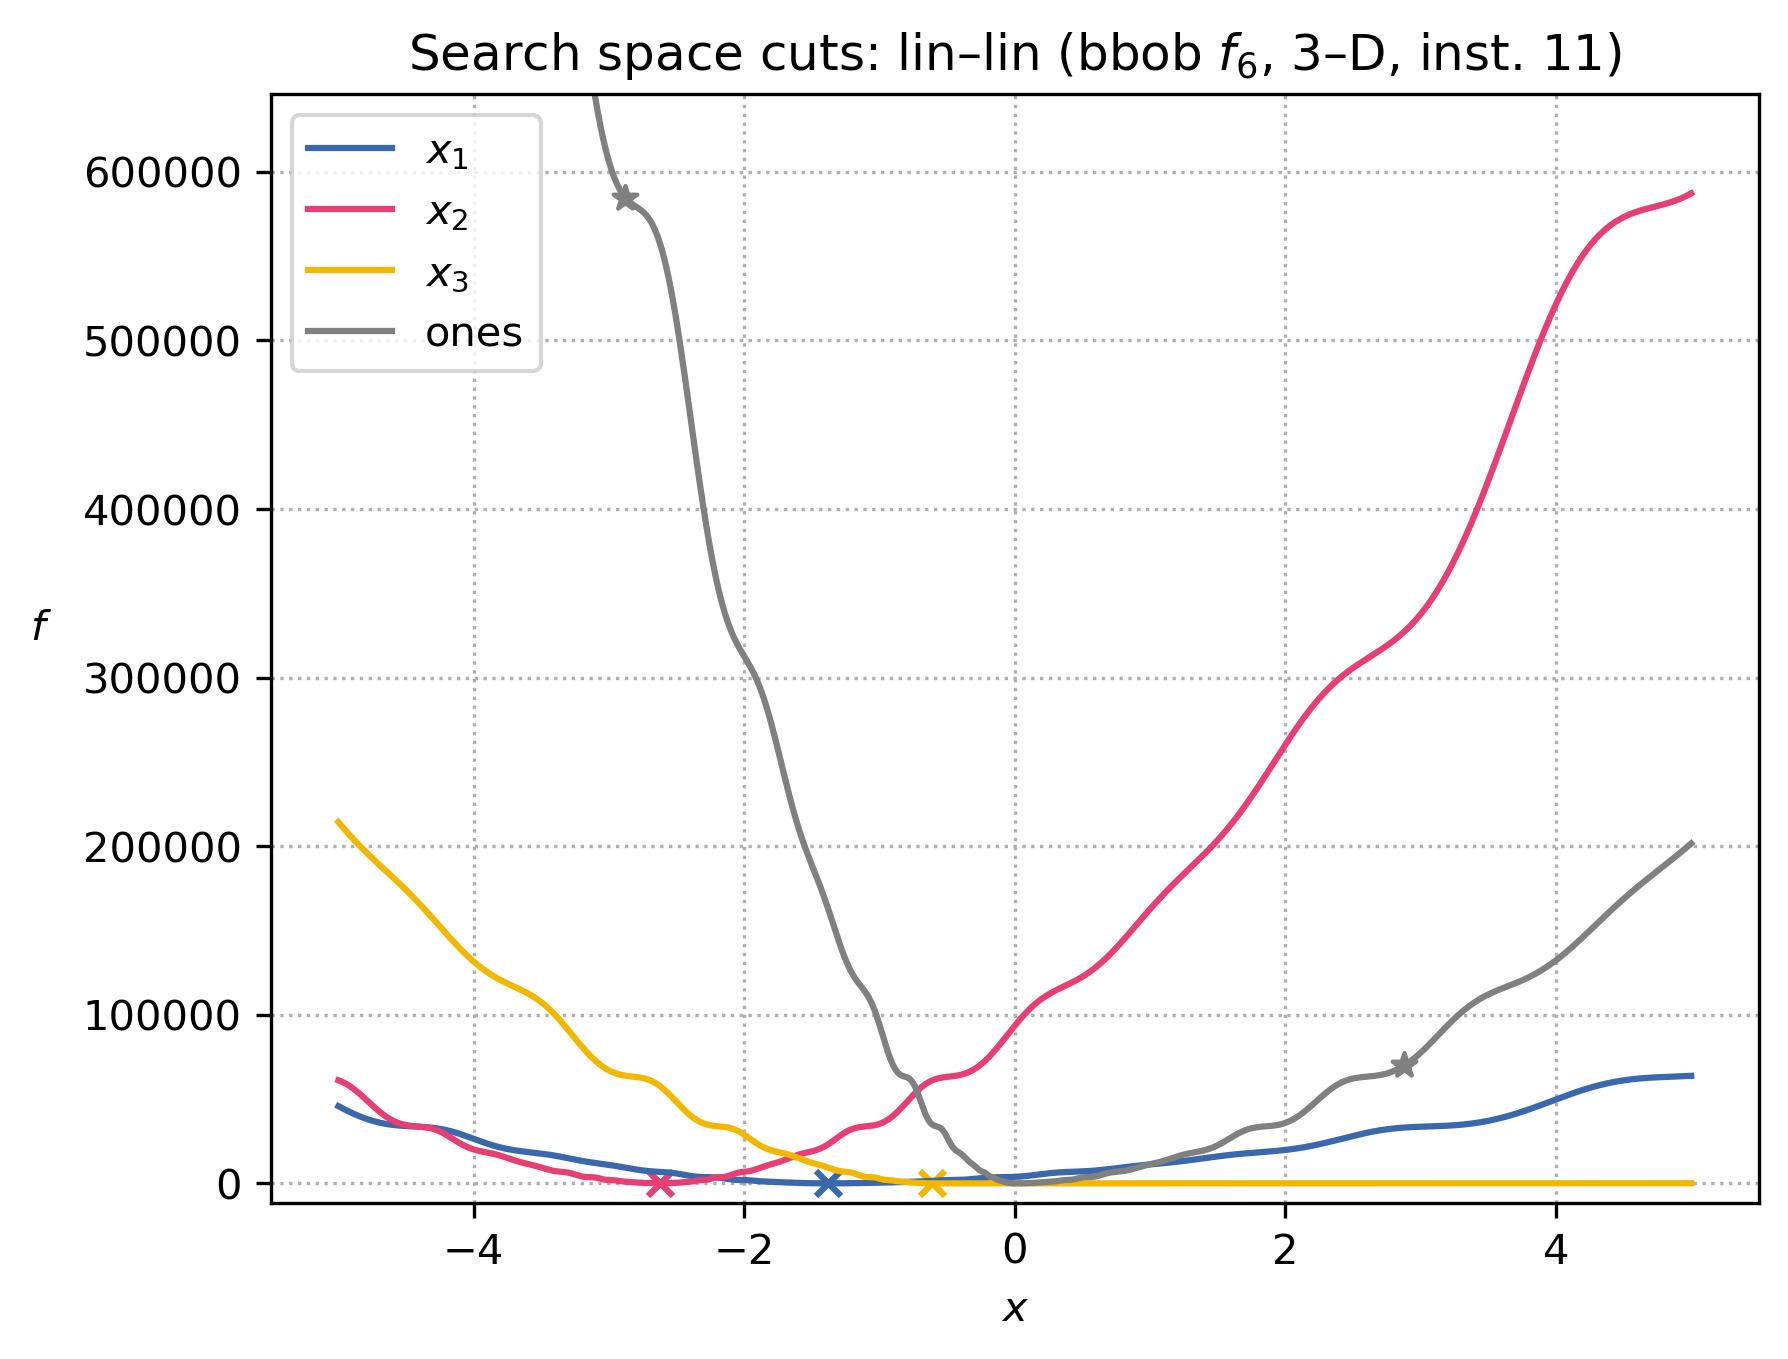 Search space cuts: lin–lin (bbob f₆, 3–D, inst. 11)
x₁
x₂
x₃
ones
600000
500000
400000
300000
200000
100000
0
f
−4
−2
0
2
4
x